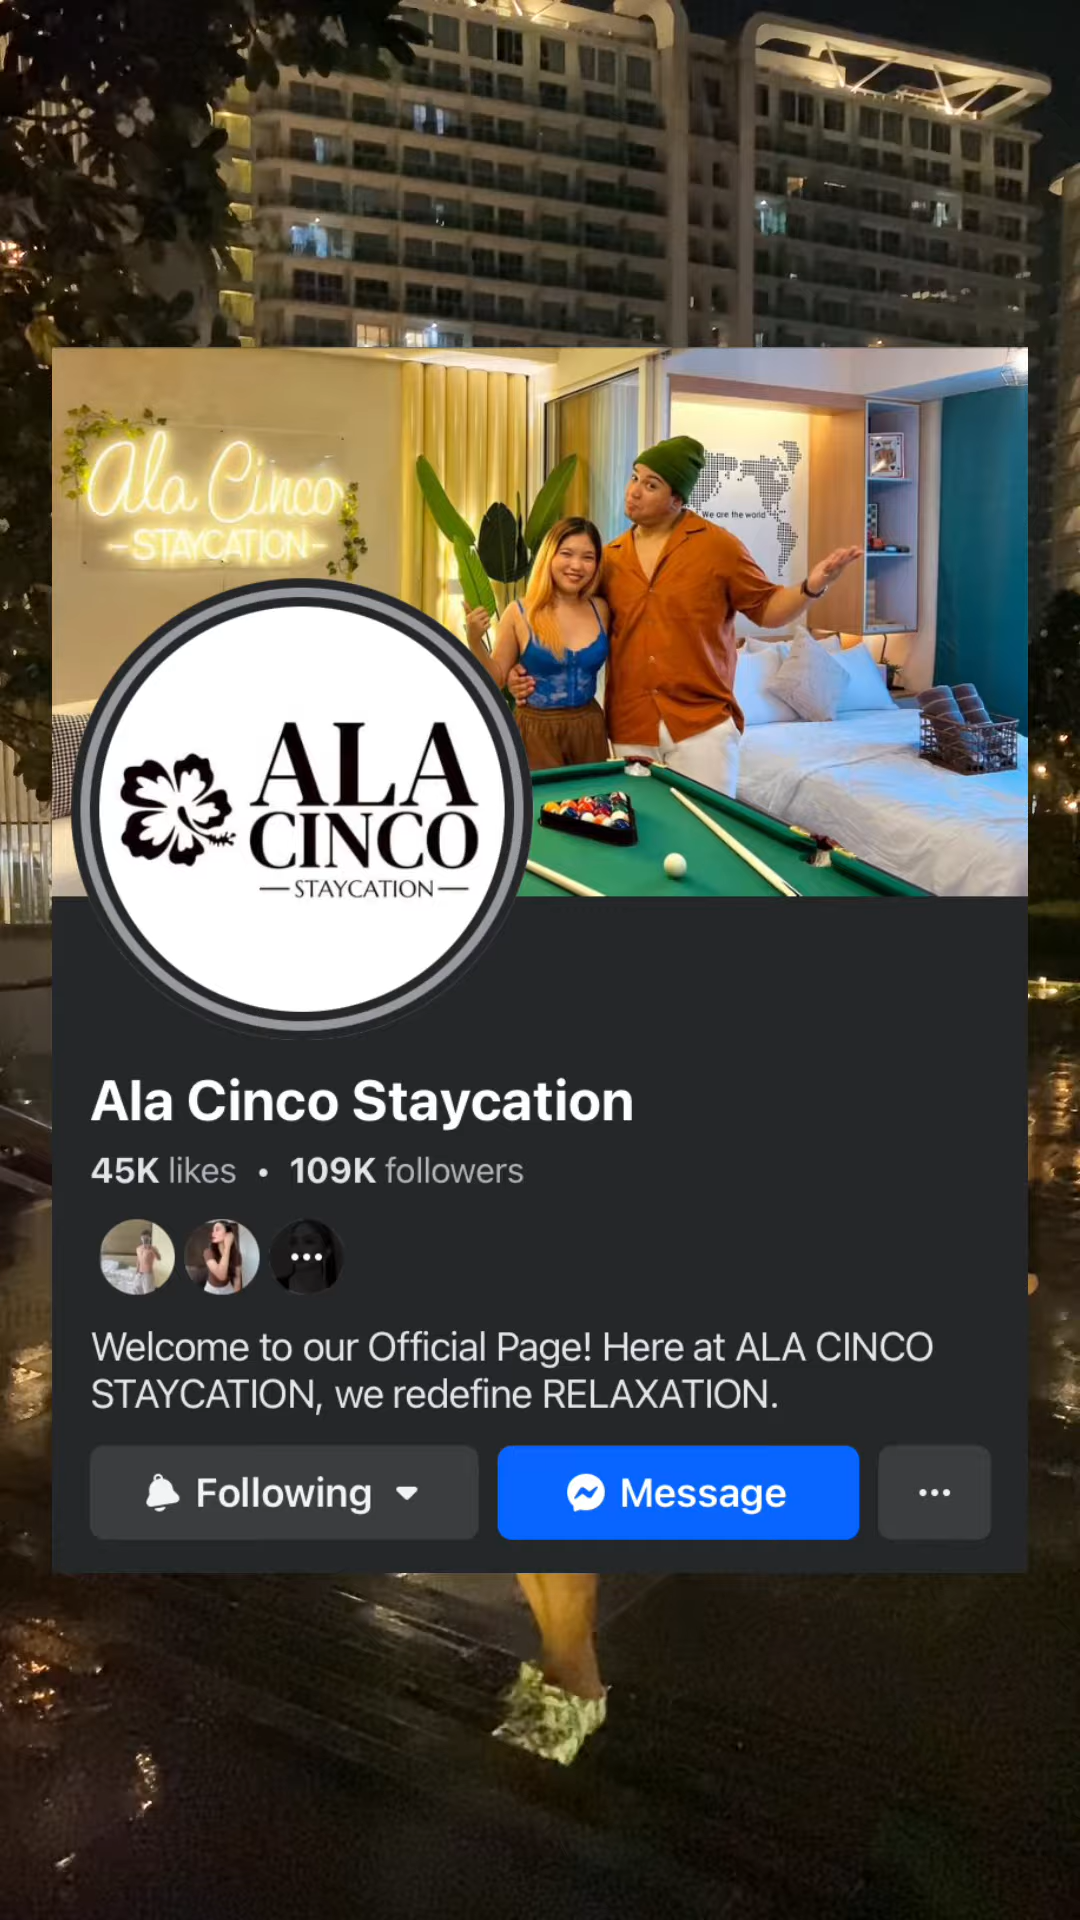 Ala Cinco
STAYCATION
We are the world
ALA
CINCO
STAYCATION
Ala Cinco Staycation
45K likes • 109K followers
Welcome to our Official Page! Here at ALA CINCO
STAYCATION, we redefine RELAXATION.
Following
Message